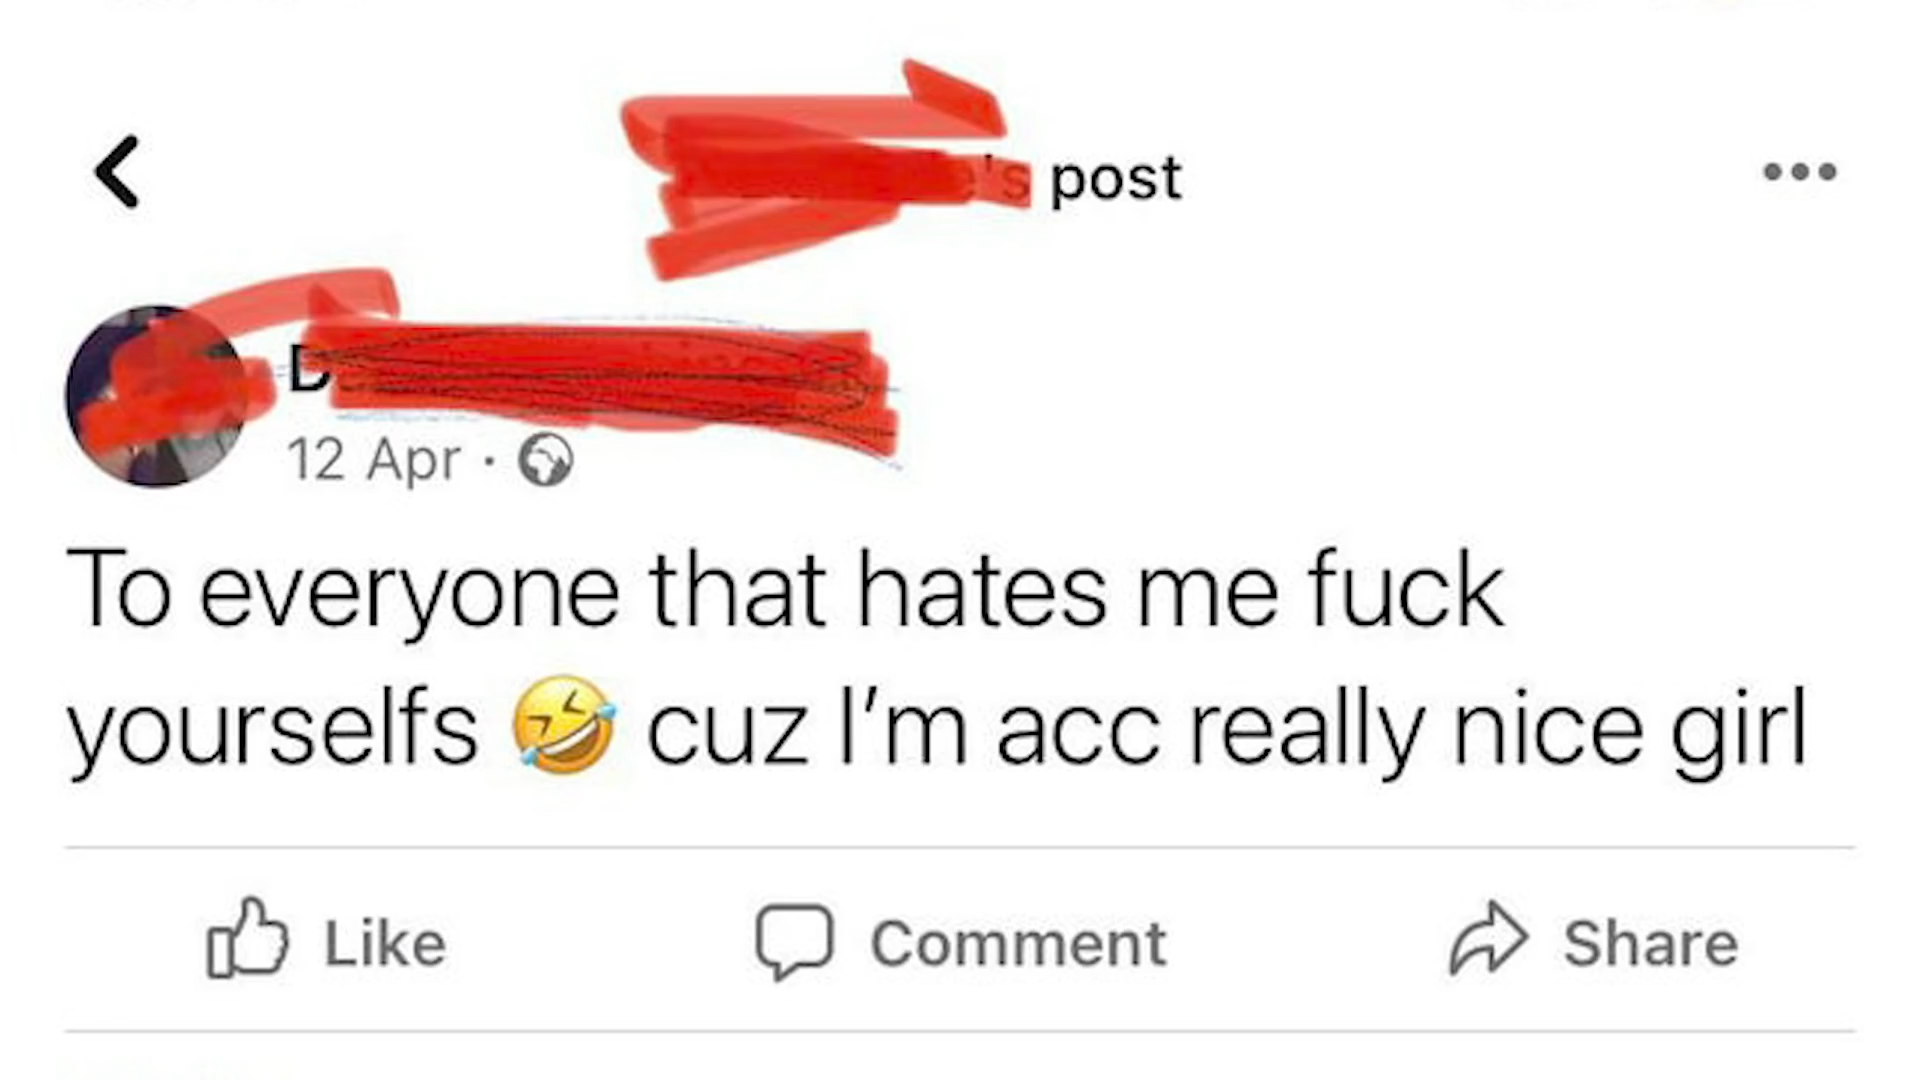 's post
12 Apr ·
To everyone that hates me fuck
yourselfs 🤣 cuz I'm acc really nice girl
Like Comment Share